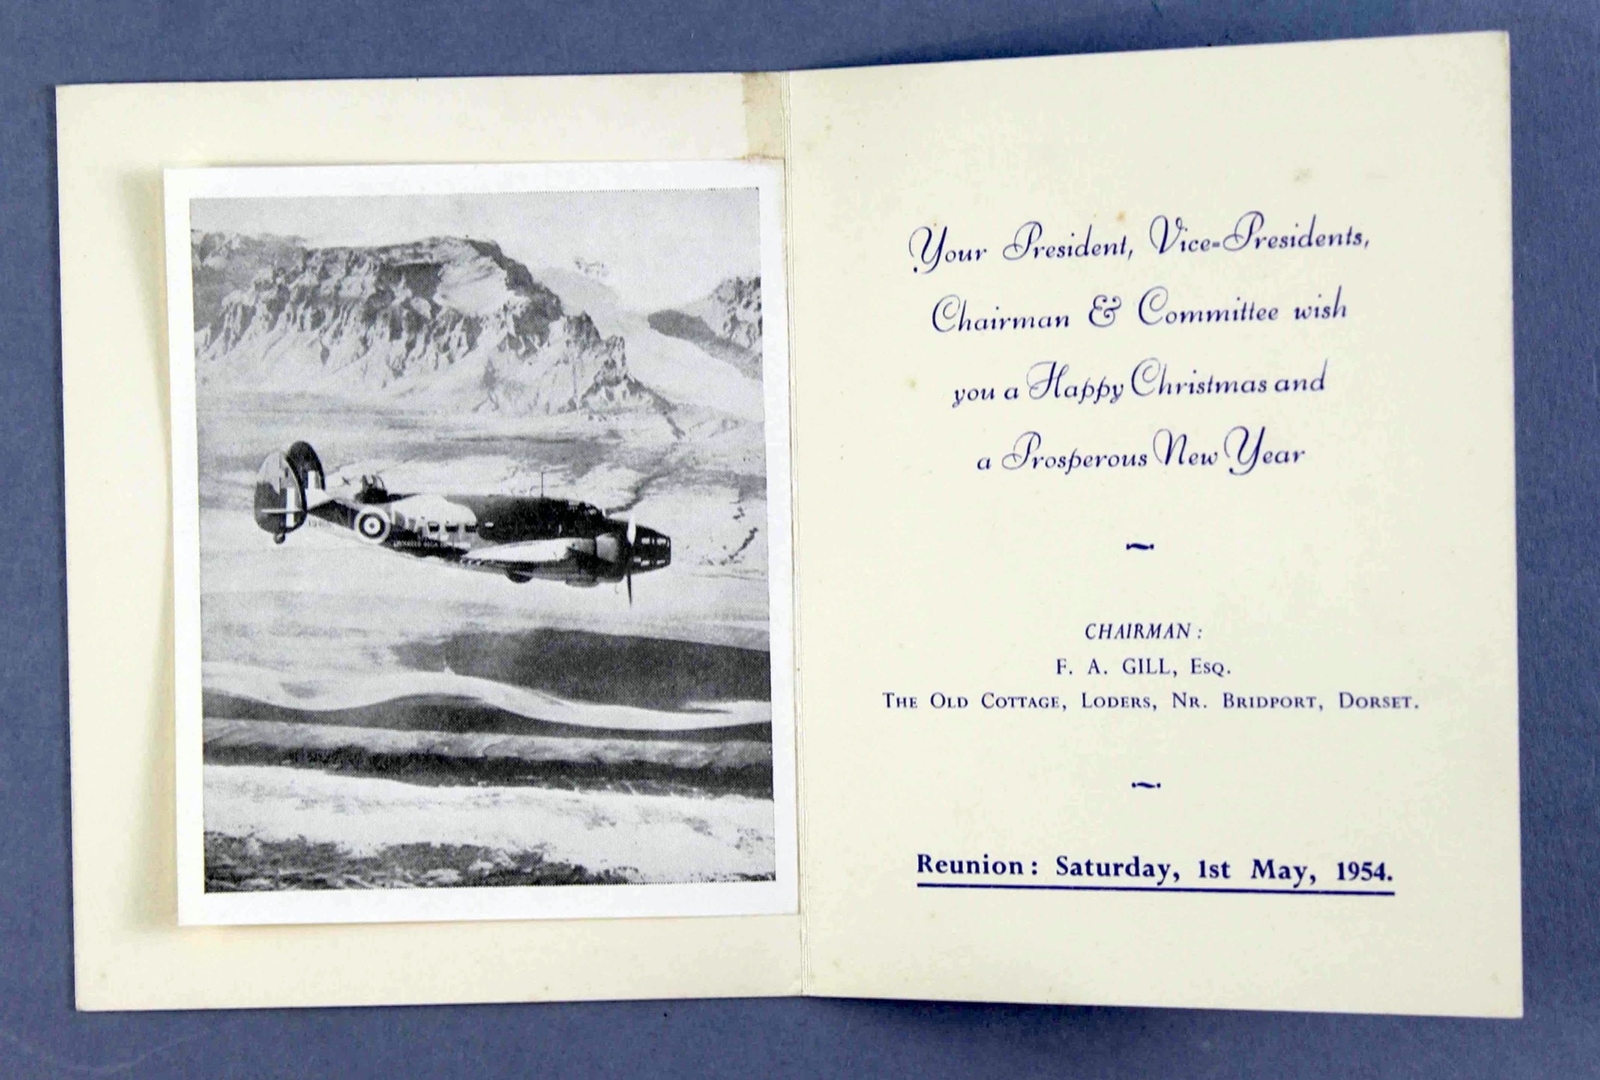 Your President, Vice-Presidents,
Chairman & Committee wish
you a Happy Christmas and
a Prosperous New Year
CHAIRMAN :
F. A. GILL, Esq.
The Old Cottage, Loders, Nr. Bridport, Dorset.
Reunion : Saturday, 1st May, 1954.